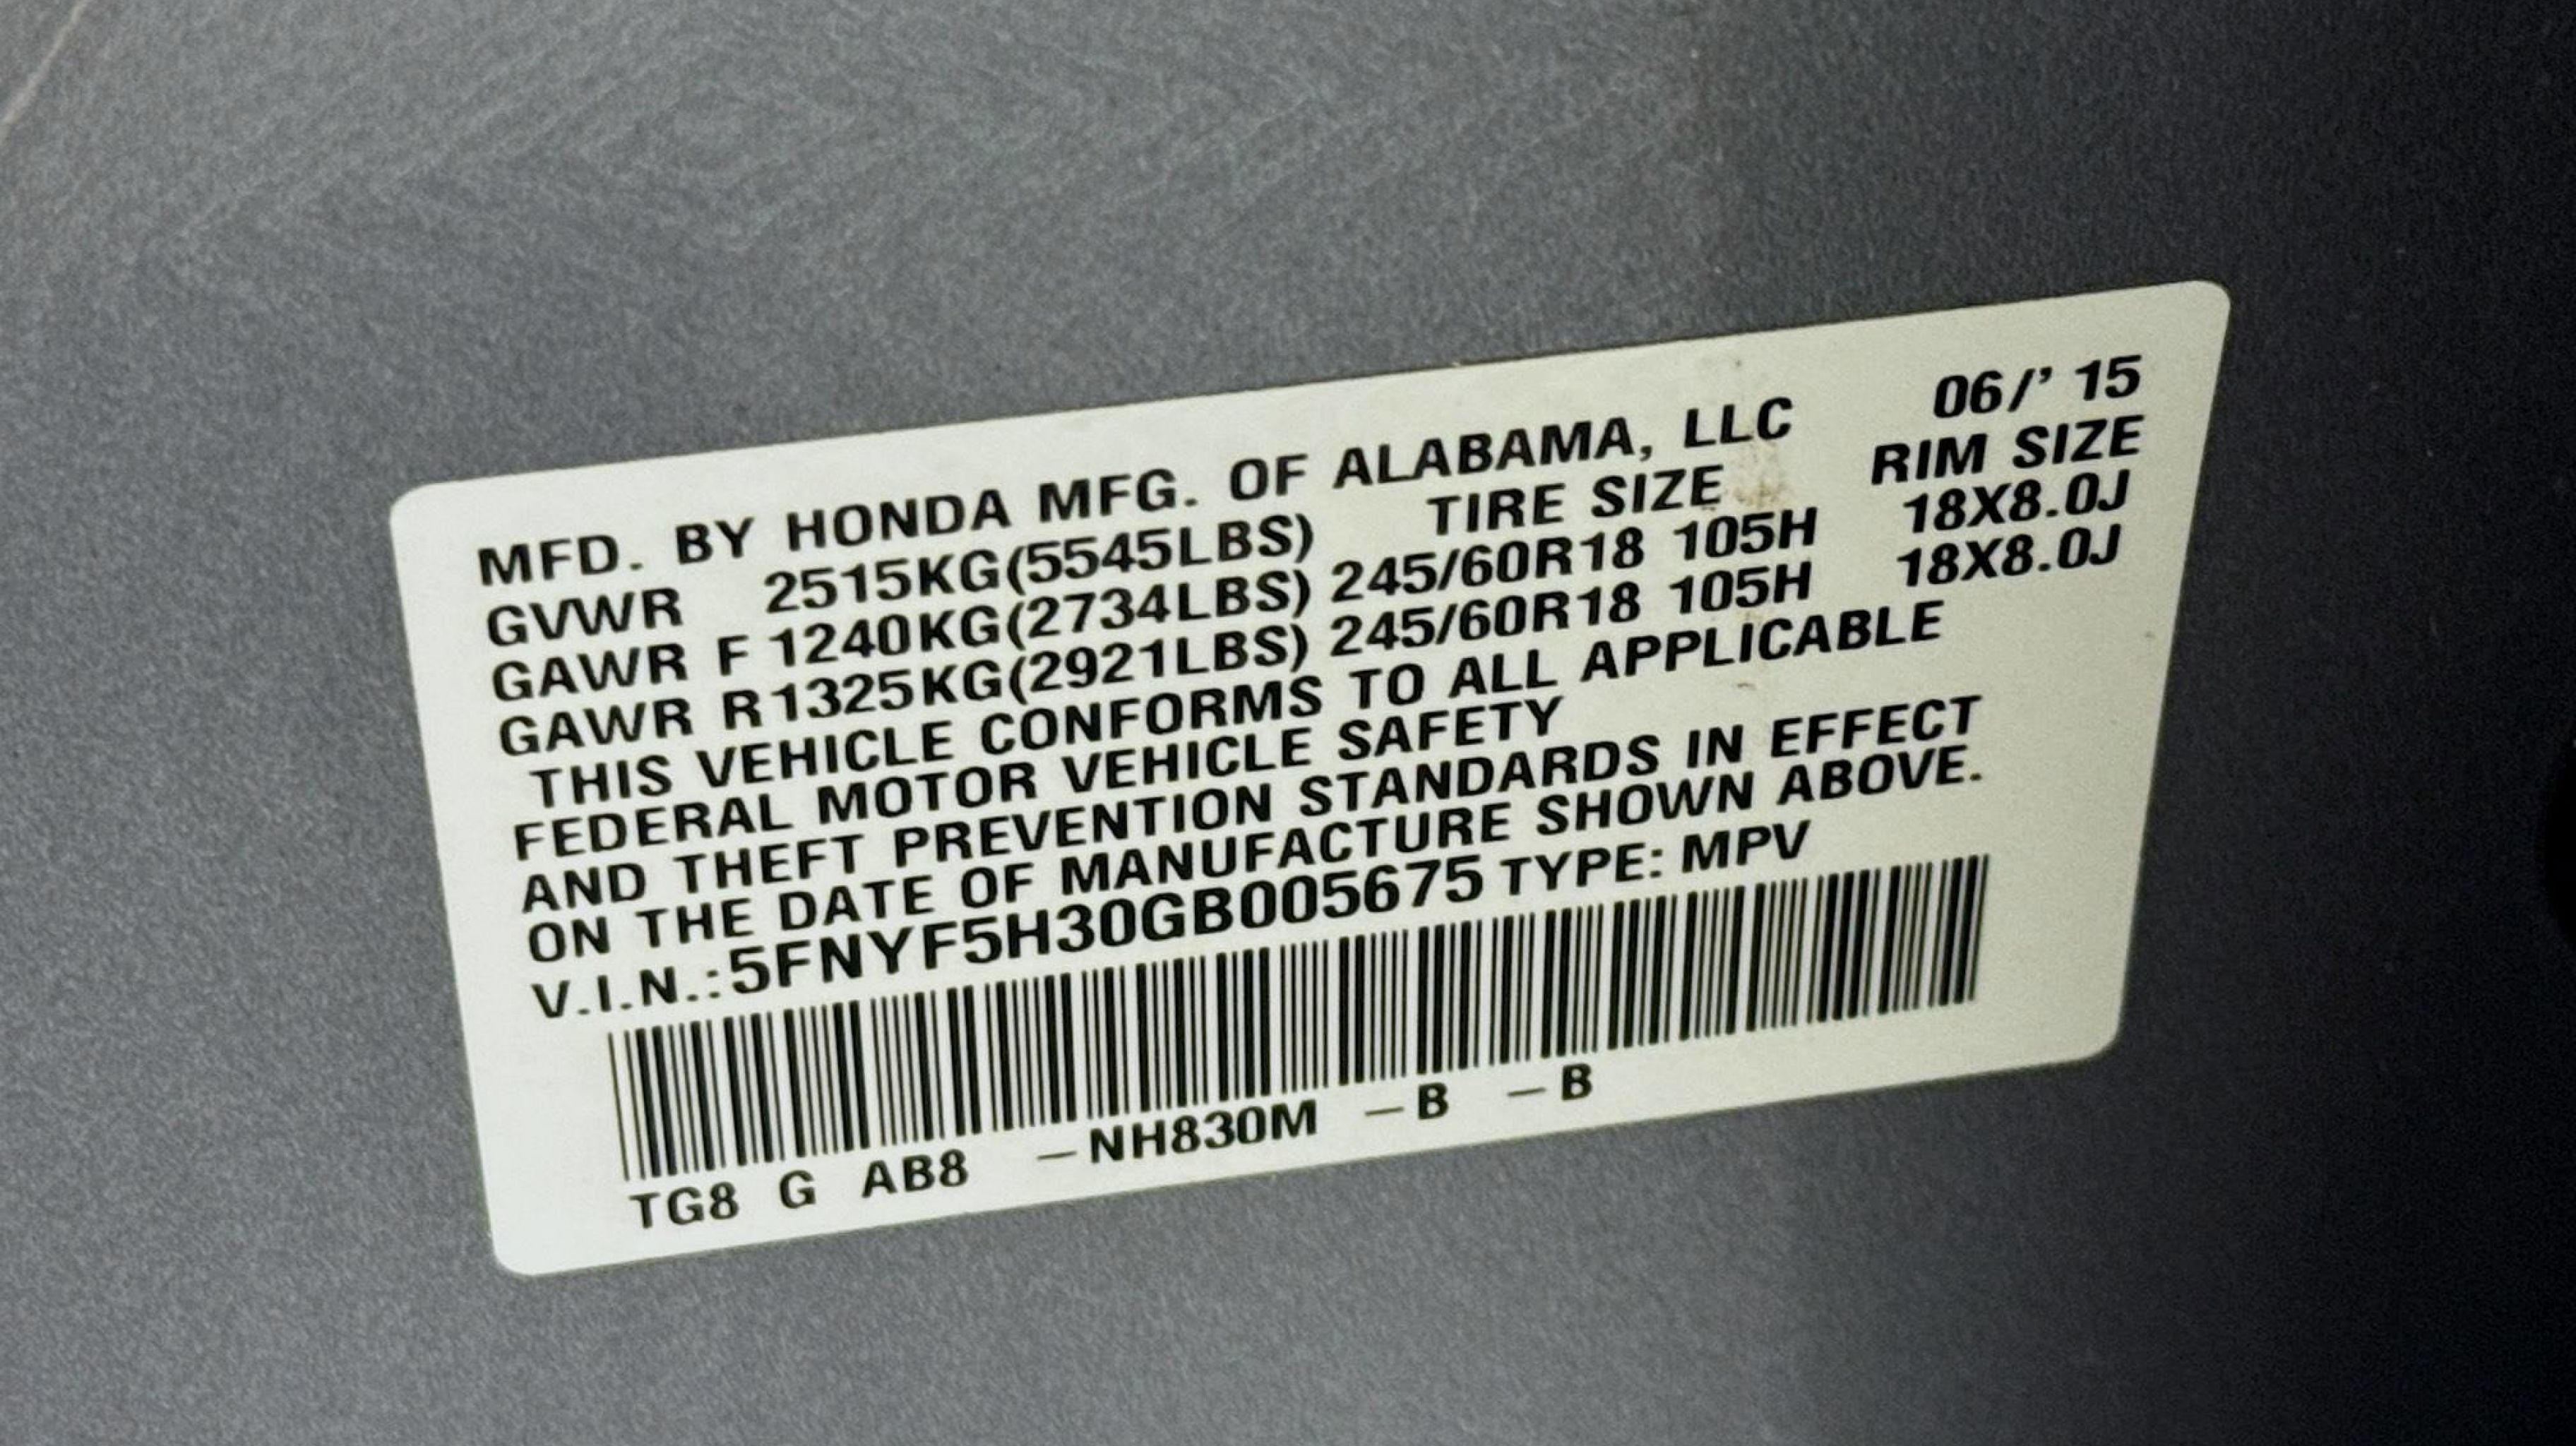 MFD. BY HONDA MFG. OF ALABAMA, LLC 06/' 15
GVWR 2515KG(5545LBS) TIRE SIZE RIM SIZE
GAWR F 1240KG(2734LBS) 245/60R18 105H 18X8.0J
GAWR R 1325KG(2921LBS) 245/60R18 105H 18X8.0J
THIS VEHICLE CONFORMS TO ALL APPLICABLE
FEDERAL MOTOR VEHICLE SAFETY
AND THEFT PREVENTION STANDARDS IN EFFECT
ON THE DATE OF MANUFACTURE SHOWN ABOVE.
V.I.N.:5FNYF5H30GB005675 TYPE: MPV
TG8 G AB8 –NH830M –B –B